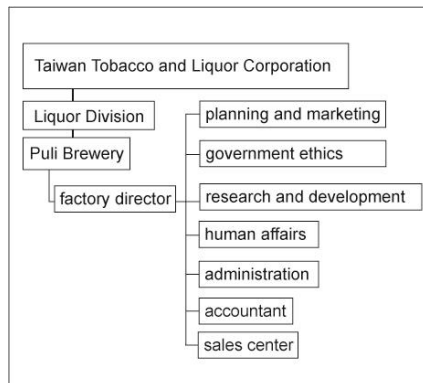 Taiwan Tobacco and Liquor Corporation
Liquor Division
Puli Brewery
factory director
planning and marketing
government ethics
research and development
human affairs
administration
accountant
sales center